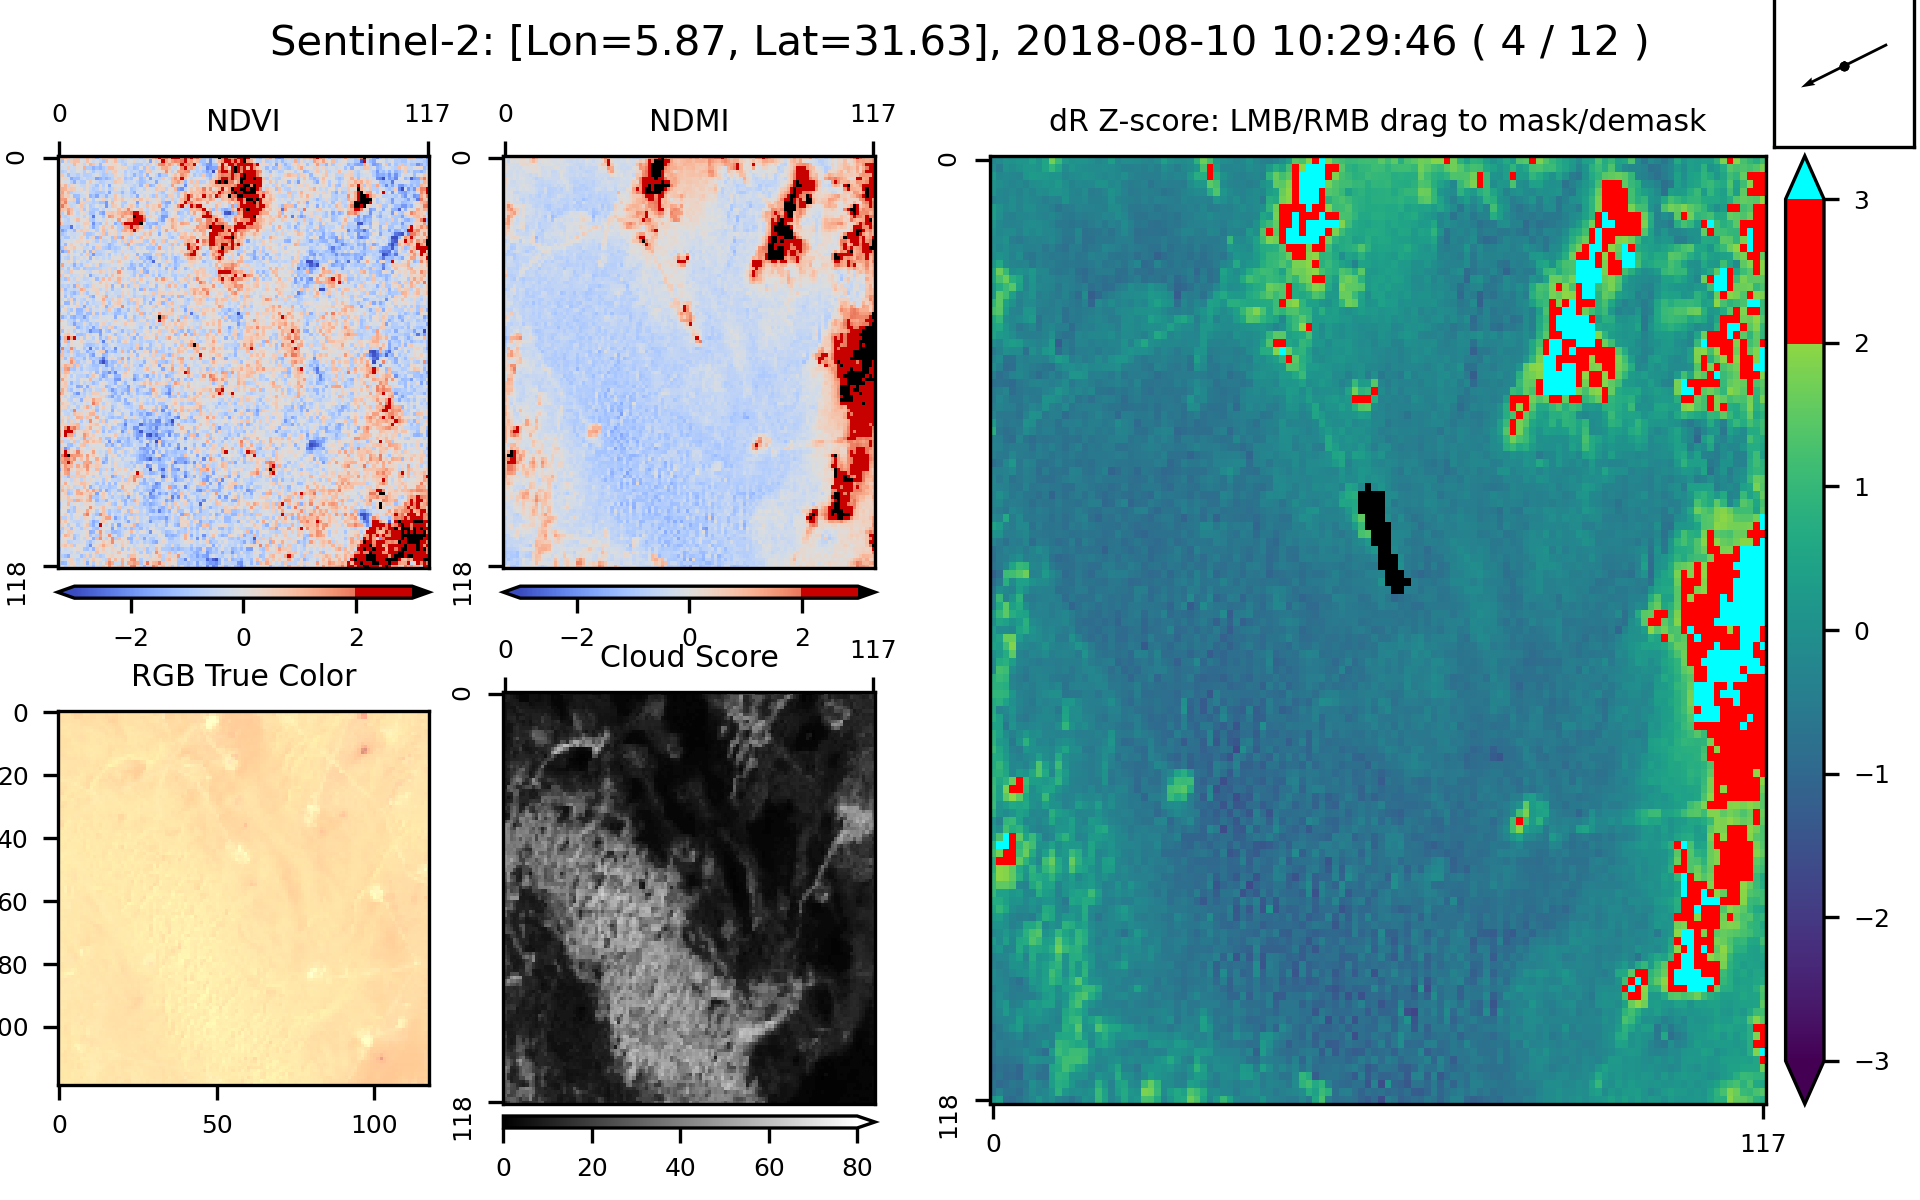 Sentinel-2: [Lon=5.87, Lat=31.63], 2018-08-10 10:29:46 ( 4 / 12 )
0 NDVI 117
0 NDMI 117
dR Z-score: LMB/RMB drag to mask/demask
0
118
−2 0 2
0
118
−2 0 2
0
118
0 117
3
2
1
0
−1
−2
−3
RGB True Color
0
20
40
60
80
00
0 50 100
0 Cloud Score 117
0
118
0 20 40 60 80